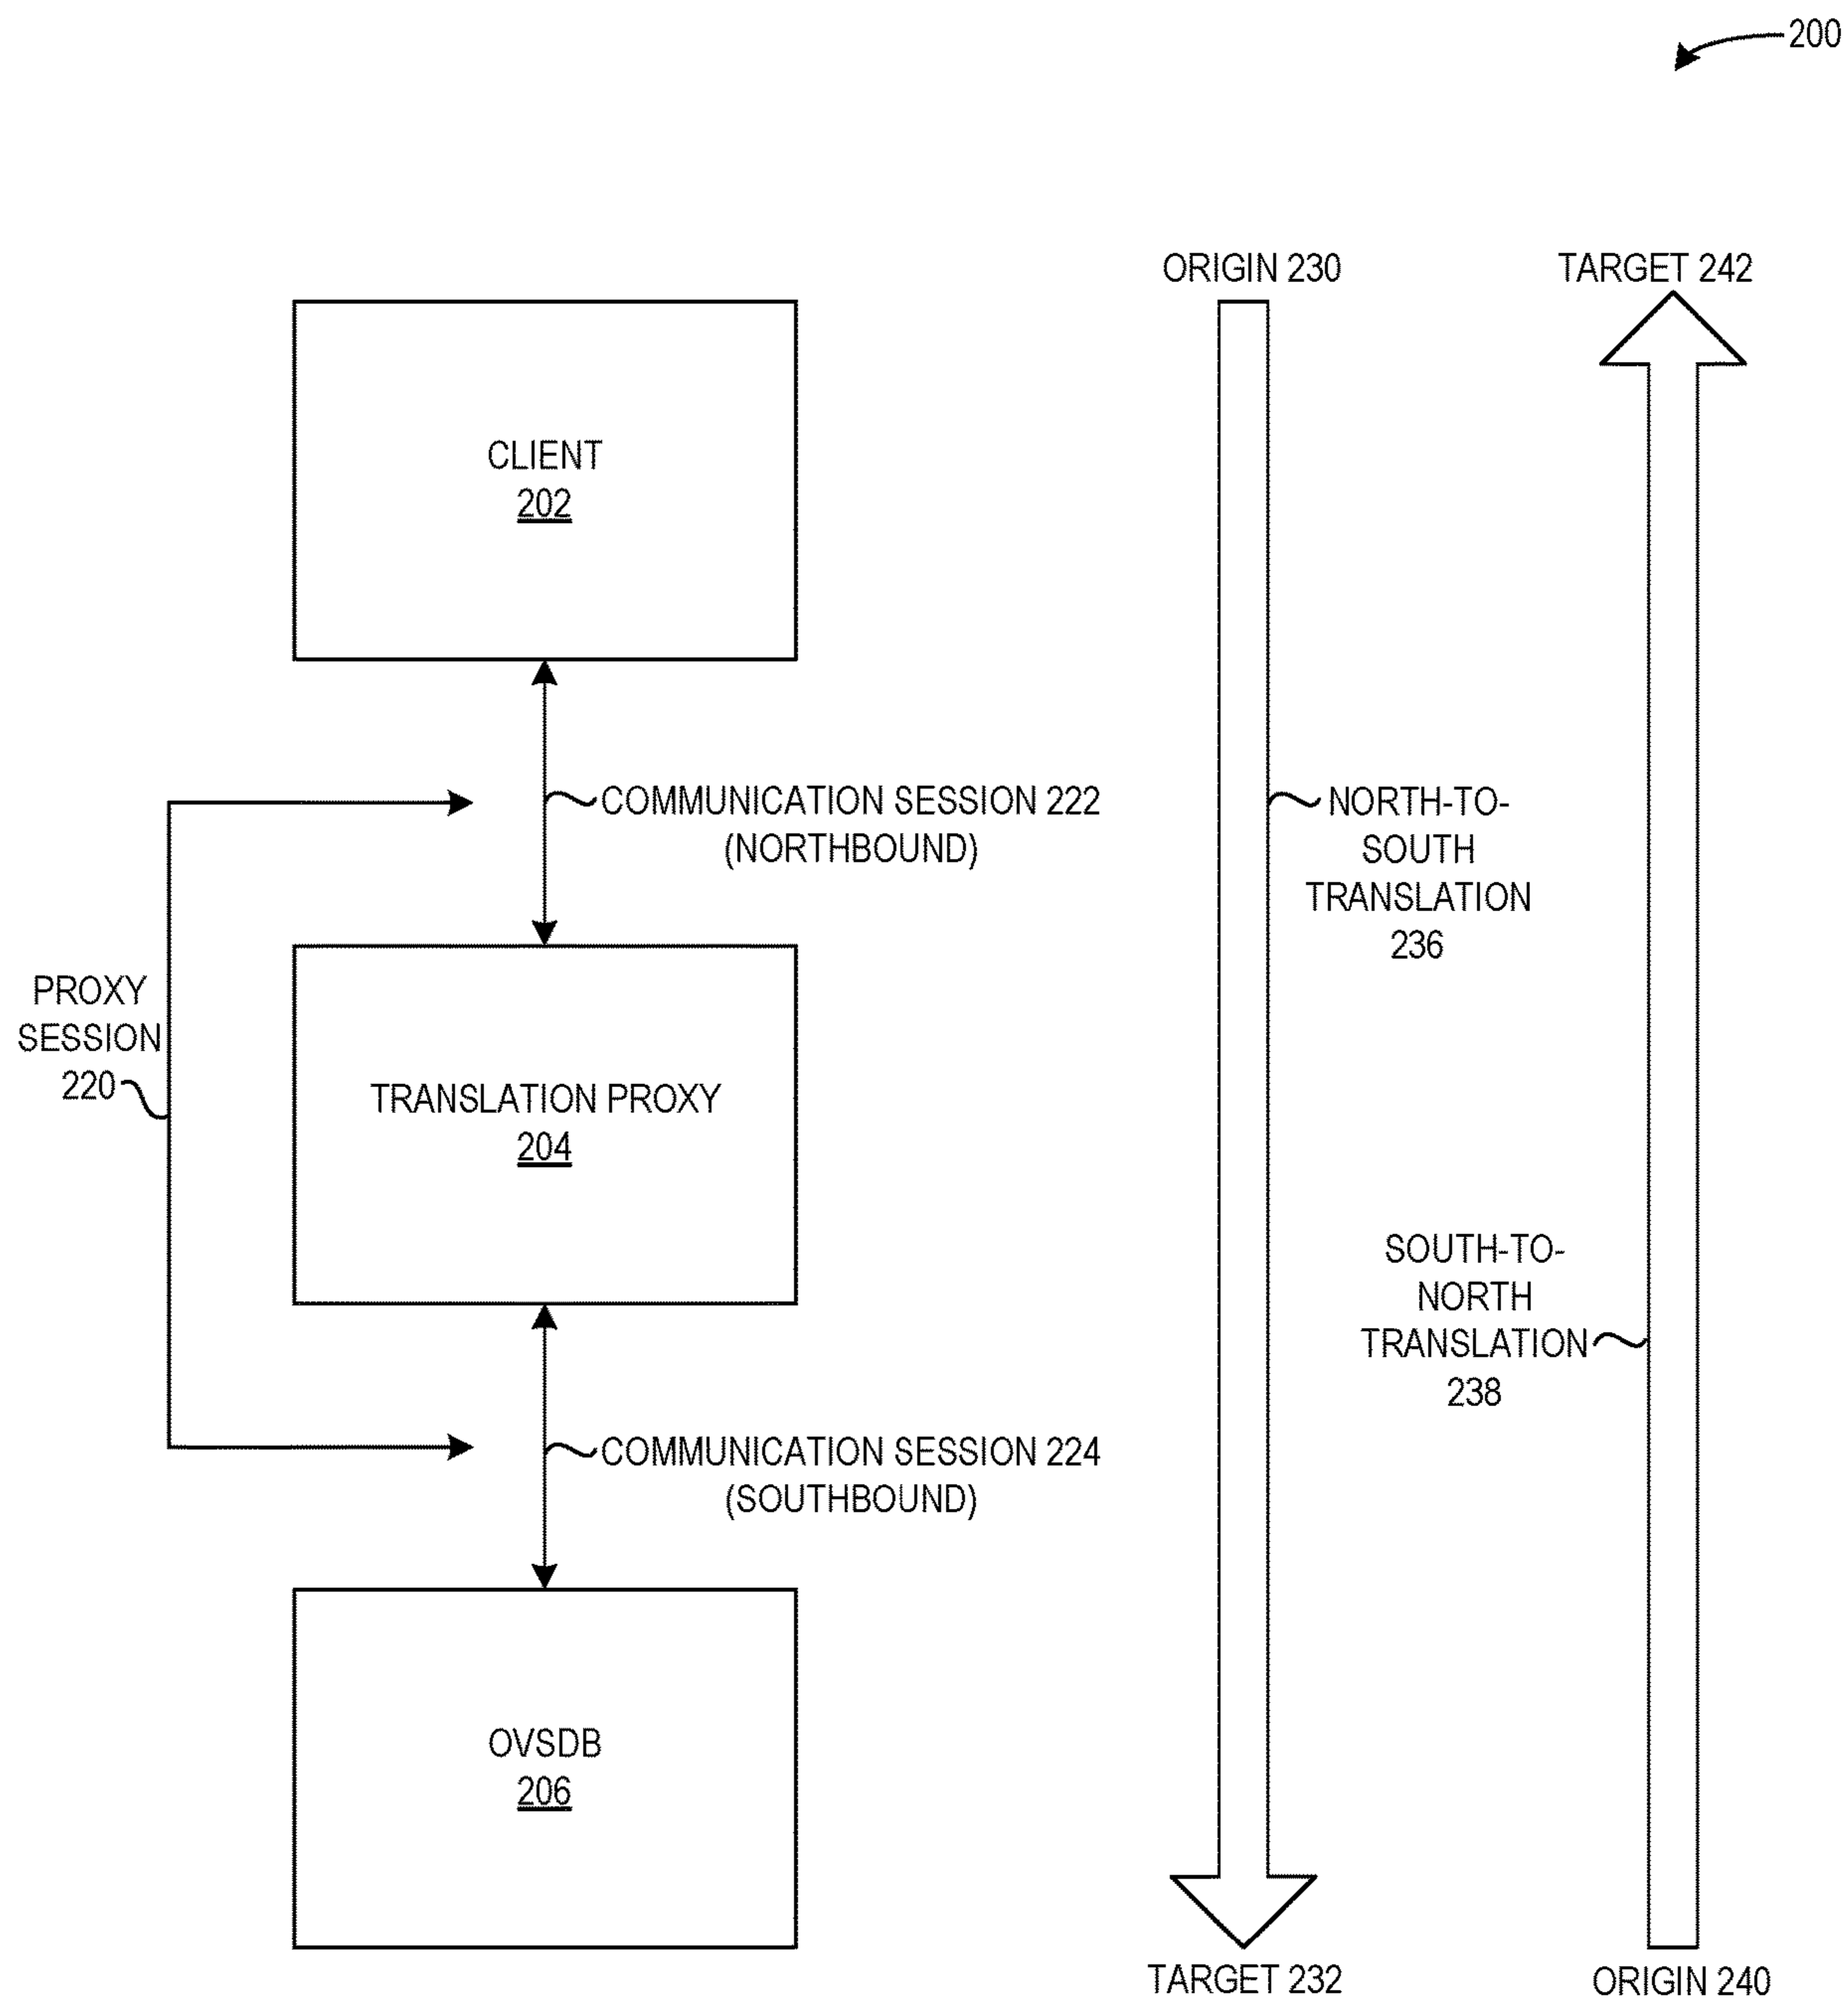 200
ORIGIN 230
TARGET 242
CLIENT
202
COMMUNICATION SESSION 222
(NORTHBOUND)
NORTH-TO-
SOUTH
TRANSLATION
236
PROXY
SESSION
220
TRANSLATION PROXY
204
SOUTH-TO-
NORTH
TRANSLATION
238
COMMUNICATION SESSION 224
(SOUTHBOUND)
OVSDB
206
TARGET 232
ORIGIN 240